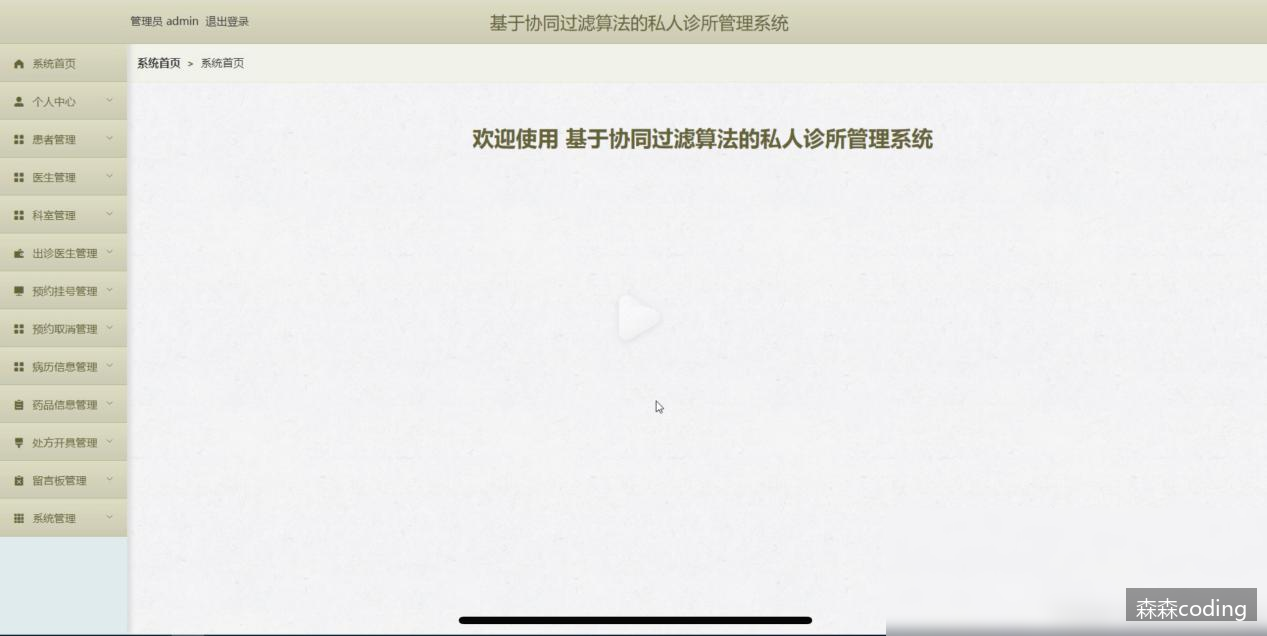 管理员 admin 退出登录
基于协同过滤算法的私人诊所管理系统
系统首页
个人中心
患者管理
医生管理
科室管理
出诊医生管理
预约挂号管理
预约取消管理
病历信息管理
药品信息管理
处方开具管理
留言板管理
系统管理
系统首页 > 系统首页
欢迎使用 基于协同过滤算法的私人诊所管理系统
森森coding